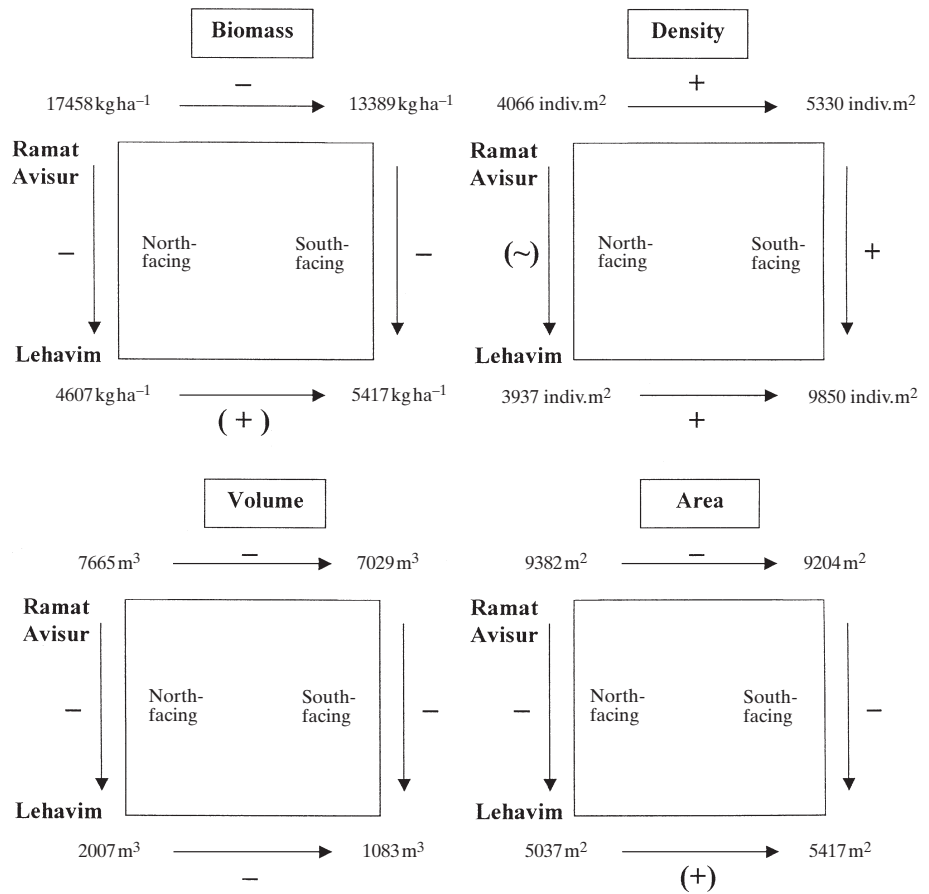 Biomass
−
17458 kg ha⁻¹ 13389 kg ha⁻¹
Ramat
Avisur
North-
facing
South-
facing
− −
Lehavim
4607 kg ha⁻¹ 5417 kg ha⁻¹
( + )
Density
+
4066 indiv.m² 5330 indiv.m²
Ramat
Avisur
(~)
North-
facing
South-
facing
+
Lehavim
3937 indiv.m² 9850 indiv.m²
+
Volume
−
7665 m³ 7029 m³
Ramat
Avisur
North-
facing
South-
facing
− −
Lehavim
2007 m³ 1083 m³
−
Area
−
9382 m² 9204 m²
Ramat
Avisur
North-
facing
South-
facing
− −
Lehavim
5037 m² 5417 m²
(+)